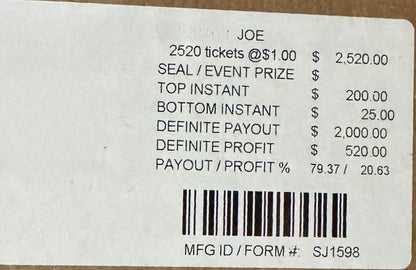 JOE
2520 tickets @$1.00 $ 2,520.00
SEAL / EVENT PRIZE $
TOP INSTANT $ 200.00
BOTTOM INSTANT $ 25.00
DEFINITE PAYOUT $ 2,000.00
DEFINITE PROFIT $ 520.00
PAYOUT / PROFIT % 79.37 / 20.63
MFG ID / FORM #: SJ1598